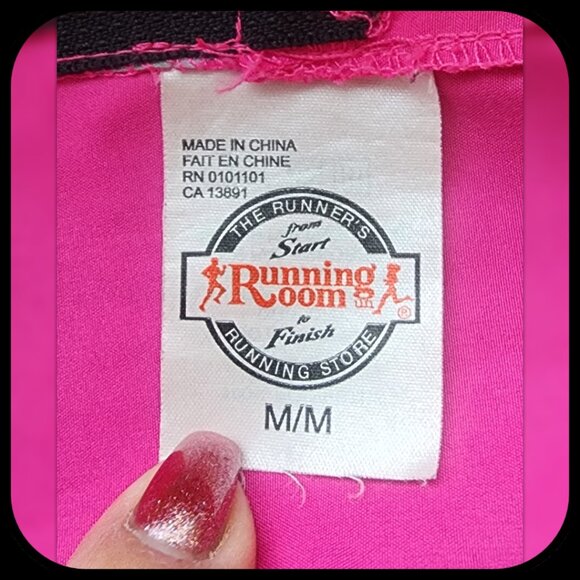 MADE IN CHINA
FAIT EN CHINE
RN 0101101
CA 13891
THE RUNNER'S
from
Start
Running
Room
to
Finish
RUNNING STORE
M/M